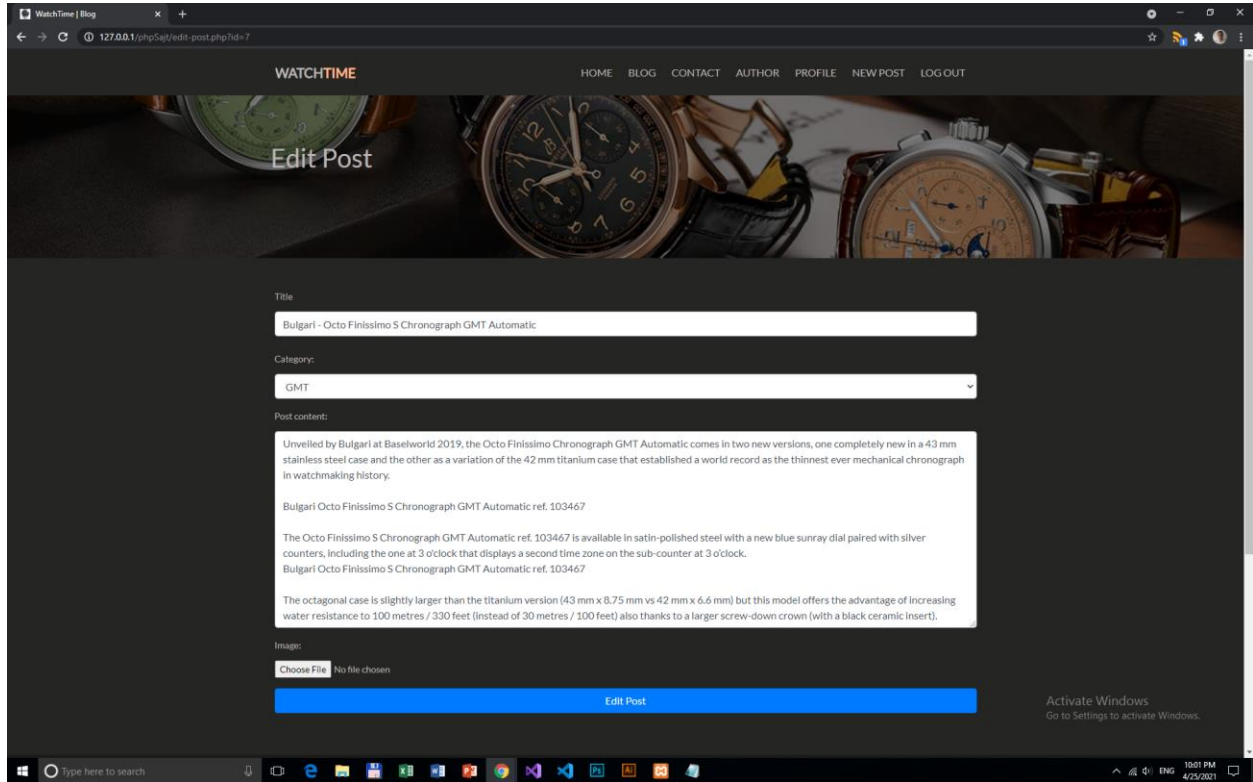 WatchTime | Blog
127.0.0.1/phpSajt/edit-post.php?id=7
WATCHTIME
HOME BLOG CONTACT AUTHOR PROFILE NEW POST LOG OUT
Edit Post
Title
Bulgari - Octo Finissimo S Chronograph GMT Automatic
Category:
GMT
Post content:
Unveiled by Bulgari at Baselworld 2019, the Octo Finissimo Chronograph GMT Automatic comes in two new versions, one completely new in a 43 mm
stainless steel case and the other as a variation of the 42 mm titanium case that established a world record as the thinnest ever mechanical chronograph
in watchmaking history.
Bulgari Octo Finissimo S Chronograph GMT Automatic ref. 103467
The Octo Finissimo S Chronograph GMT Automatic ref. 103467 is available in satin-polished steel with a new blue sunray dial paired with silver
counters, including the one at 3 o'clock that displays a second time zone on the sub-counter at 3 o'clock.
Bulgari Octo Finissimo S Chronograph GMT Automatic ref. 103467
The octagonal case is slightly larger than the titanium version (43 mm x 8.75 mm vs 42 mm x 6.6 mm) but this model offers the advantage of increasing
water resistance to 100 metres / 330 feet (instead of 30 metres / 100 feet) also thanks to a larger screw-down crown (with a black ceramic insert).
Image:
Choose File No file chosen
Edit Post
Activate Windows
Go to Settings to activate Windows.
Type here to search
ENG
10:01 PM
4/25/2021